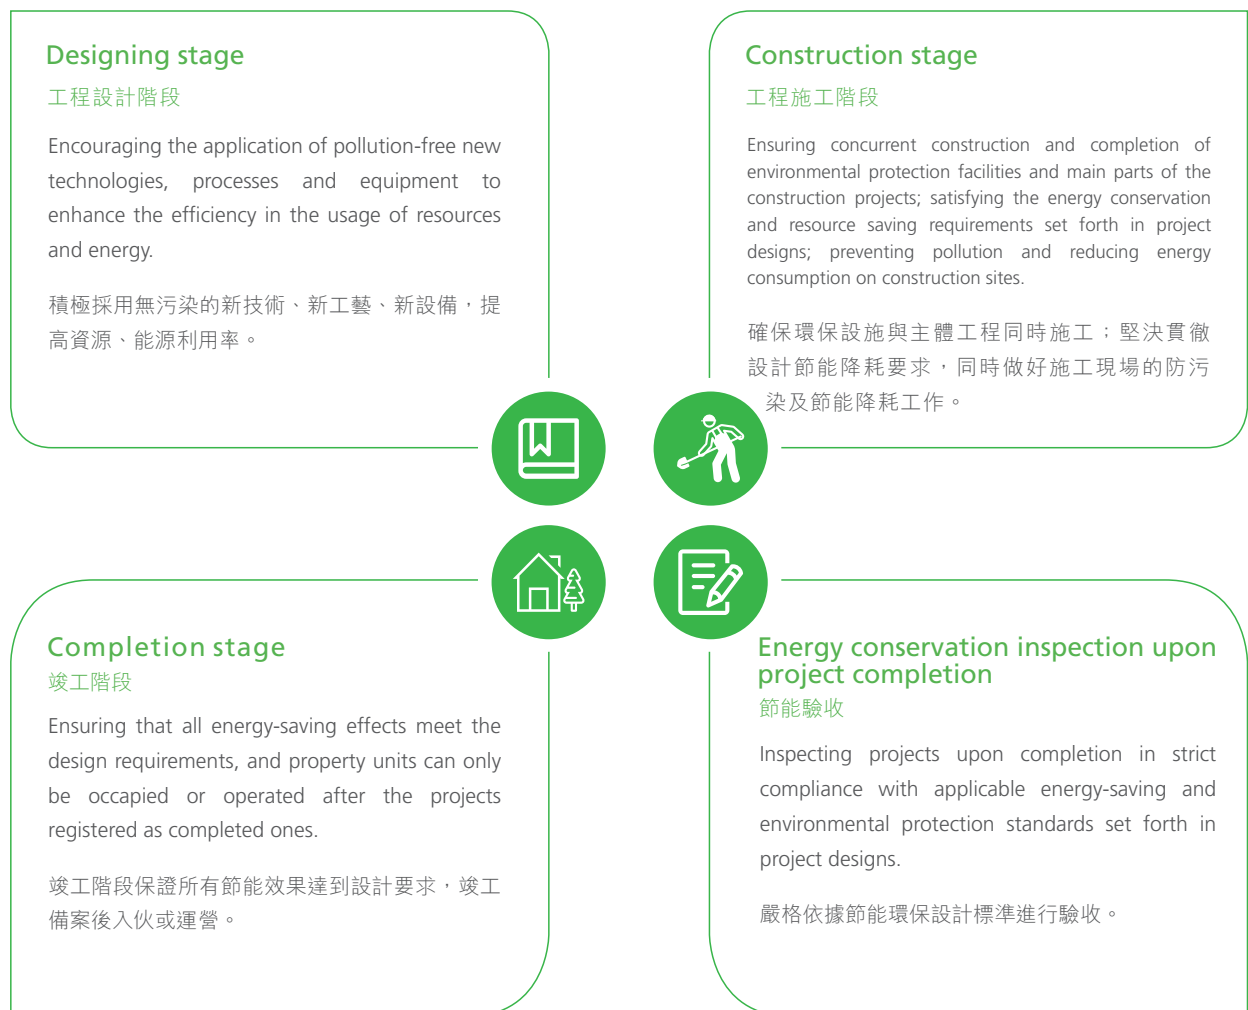 Designing stage
工程設計階段
Encouraging the application of pollution-free new
technologies, processes and equipment to
enhance the efficiency in the usage of resources
and energy.
積極採用無污染的新技術、新工藝、新設備，提
高資源、能源利用率。
Construction stage
工程施工階段
Ensuring concurrent construction and completion of
environmental protection facilities and main parts of the
construction projects; satisfying the energy conservation
and resource saving requirements set forth in project
designs; preventing pollution and reducing energy
consumption on construction sites.
確保環保設施與主體工程同時施工；堅決貫徹
設計節能降耗要求，同時做好施工現場的防污
染及節能降耗工作。
Completion stage
竣工階段
Ensuring that all energy-saving effects meet the
design requirements, and property units can only
be occapied or operated after the projects
registered as completed ones.
竣工階段保證所有節能效果達到設計要求，竣工
備案後入伙或運營。
Energy conservation inspection upon
project completion
節能驗收
Inspecting projects upon completion in strict
compliance with applicable energy-saving and
environmental protection standards set forth in
project designs.
嚴格依據節能環保設計標準進行驗收。